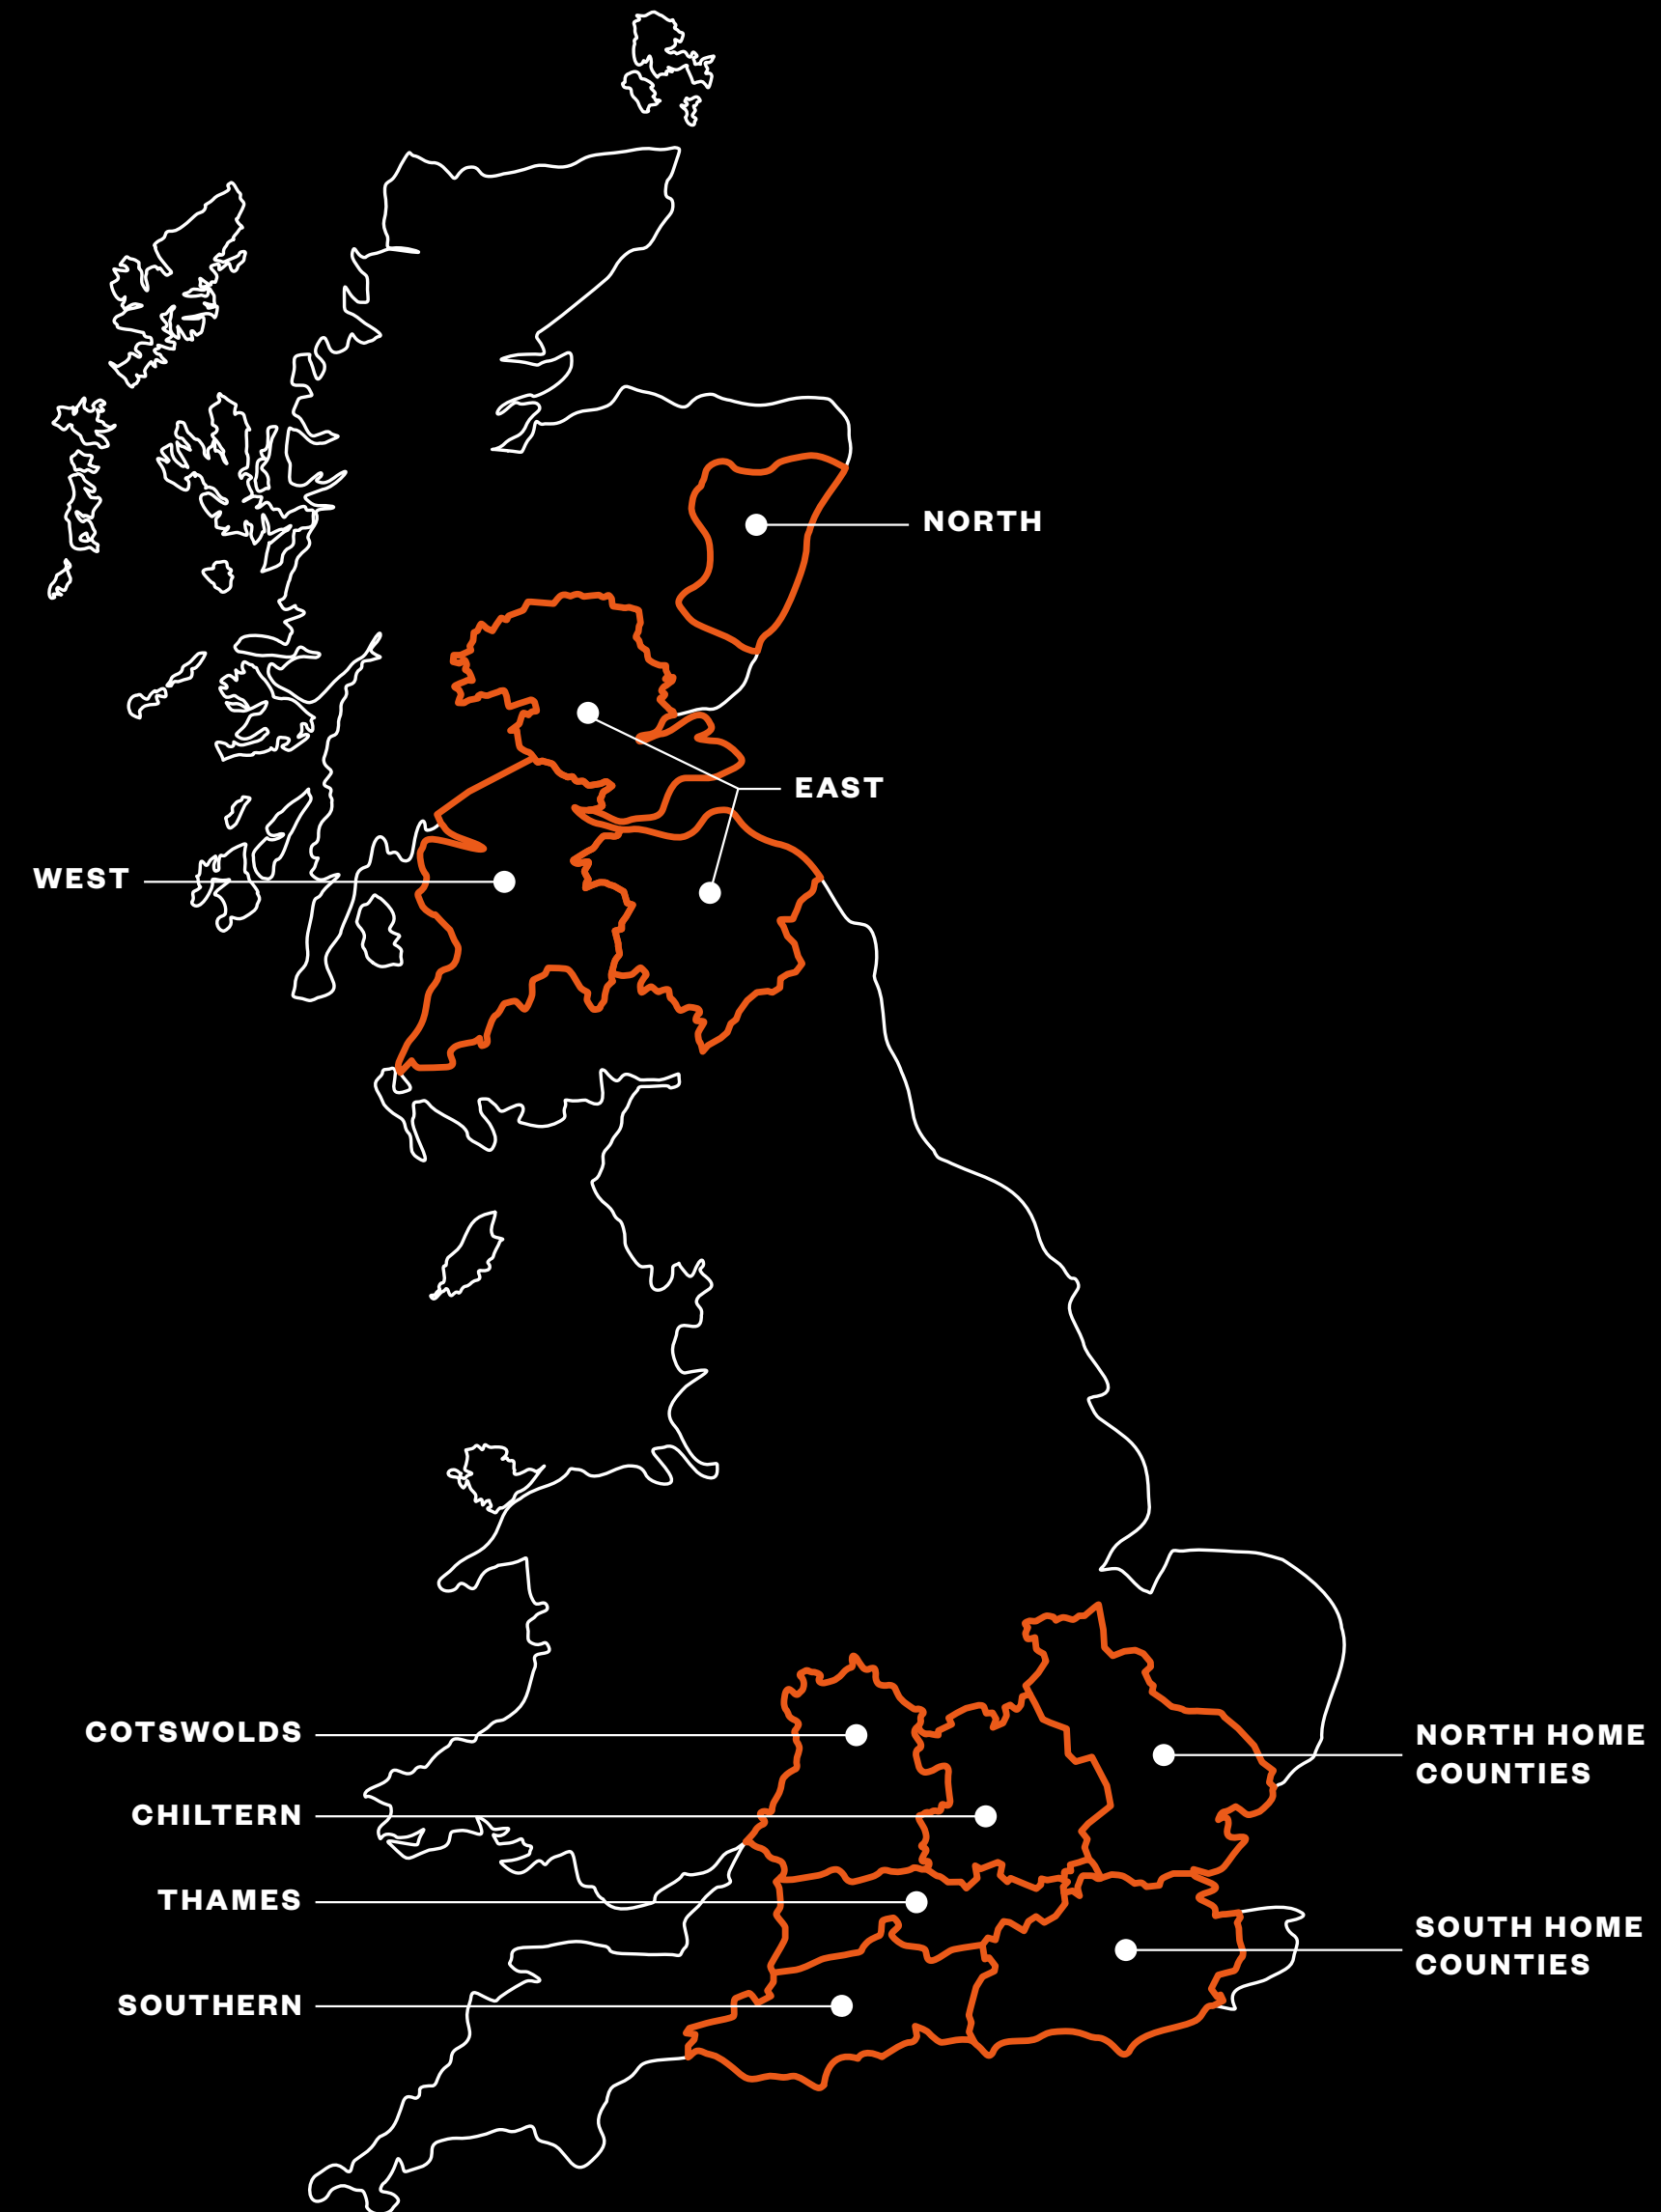 NORTH
EAST
WEST
COTSWOLDS
NORTH HOME
COUNTIES
CHILTERN
THAMES
SOUTH HOME
COUNTIES
SOUTHERN